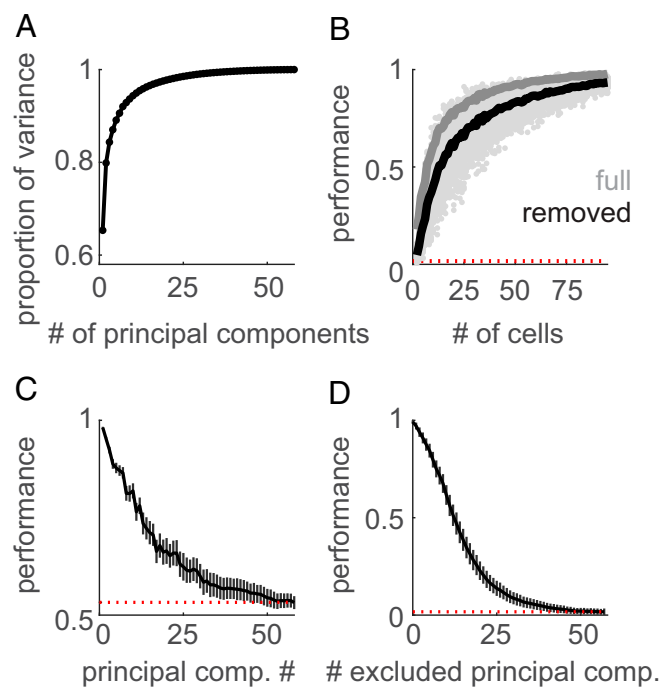 A
B
proportion of variance
1
0.8
0.6
0
25
50
# of principal components
performance
1
0.5
0
full
removed
0
25
50
75
# of cells
C
D
performance
1
0.5
0
25
50
principal comp. #
performance
1
0.5
0
0
25
50
# excluded principal comp.